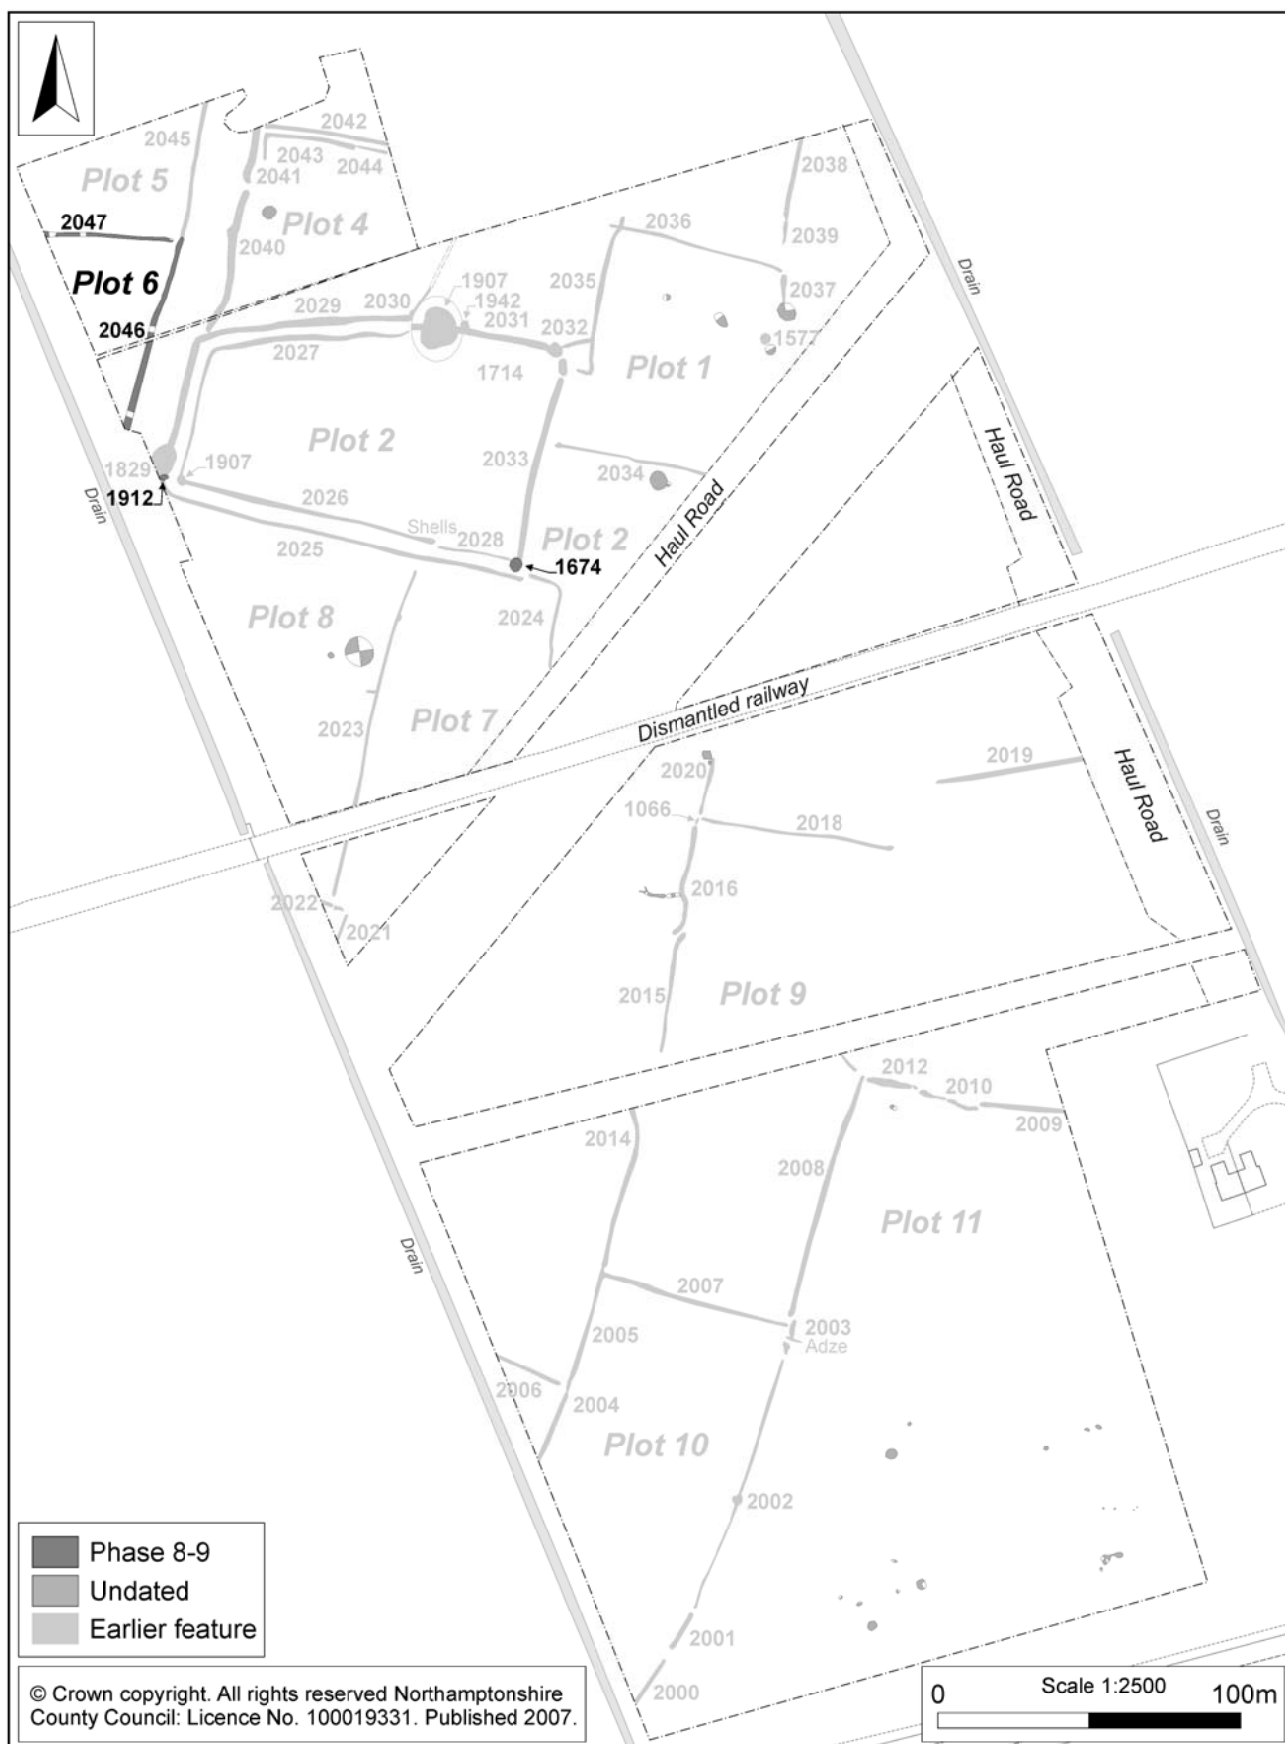 2042
2045
2043
2044
2041
2038
Plot 5
2047
2040
Plot 4
2036
2039
Drain
Plot 6
1907
2035
2037
2029
2030
1942
2046
2031
2032
1577
2027
1714
Plot 1
Plot 2
1829
1907
2033
2034
Haul Road
1912
2026
Drain
Shells
2028
Plot 2
Haul Road
2025
1674
Plot 8
2024
2023
Plot 7
Dismantled railway
2020
2019
1066
2018
Haul Road
Drain
2016
2022
2021
2015
Plot 9
2012
2010
2009
2014
2008
Plot 11
Drain
2007
2005
2003
Adze
2006
2004
Plot 10
2002
2001
2000
Phase 8-9
Undated
Earlier feature
© Crown copyright. All rights reserved Northamptonshire
County Council: Licence No. 100019331. Published 2007.
Scale 1:2500
0 100m